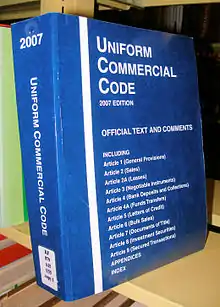 2007
UNIFORM COMMERCIAL CODE
UNIFORM
COMMERCIAL
CODE
2007 EDITION
OFFICIAL TEXT AND COMMENTS
INCLUDING
Article 1 (General Provisions)
Article 2 (Sales)
Article 2A (Leases)
Article 3 (Negotiable Instruments)
Article 4 (Bank Deposits and Collections)
Article 4A (Funds Transfers)
Article 5 (Letters of Credit)
Article 6 (Bulk Sales)
Article 7 (Documents of Title)
Article 8 (Investment Securities)
Article 9 (Secured Transactions)
APPENDICES
INDEX